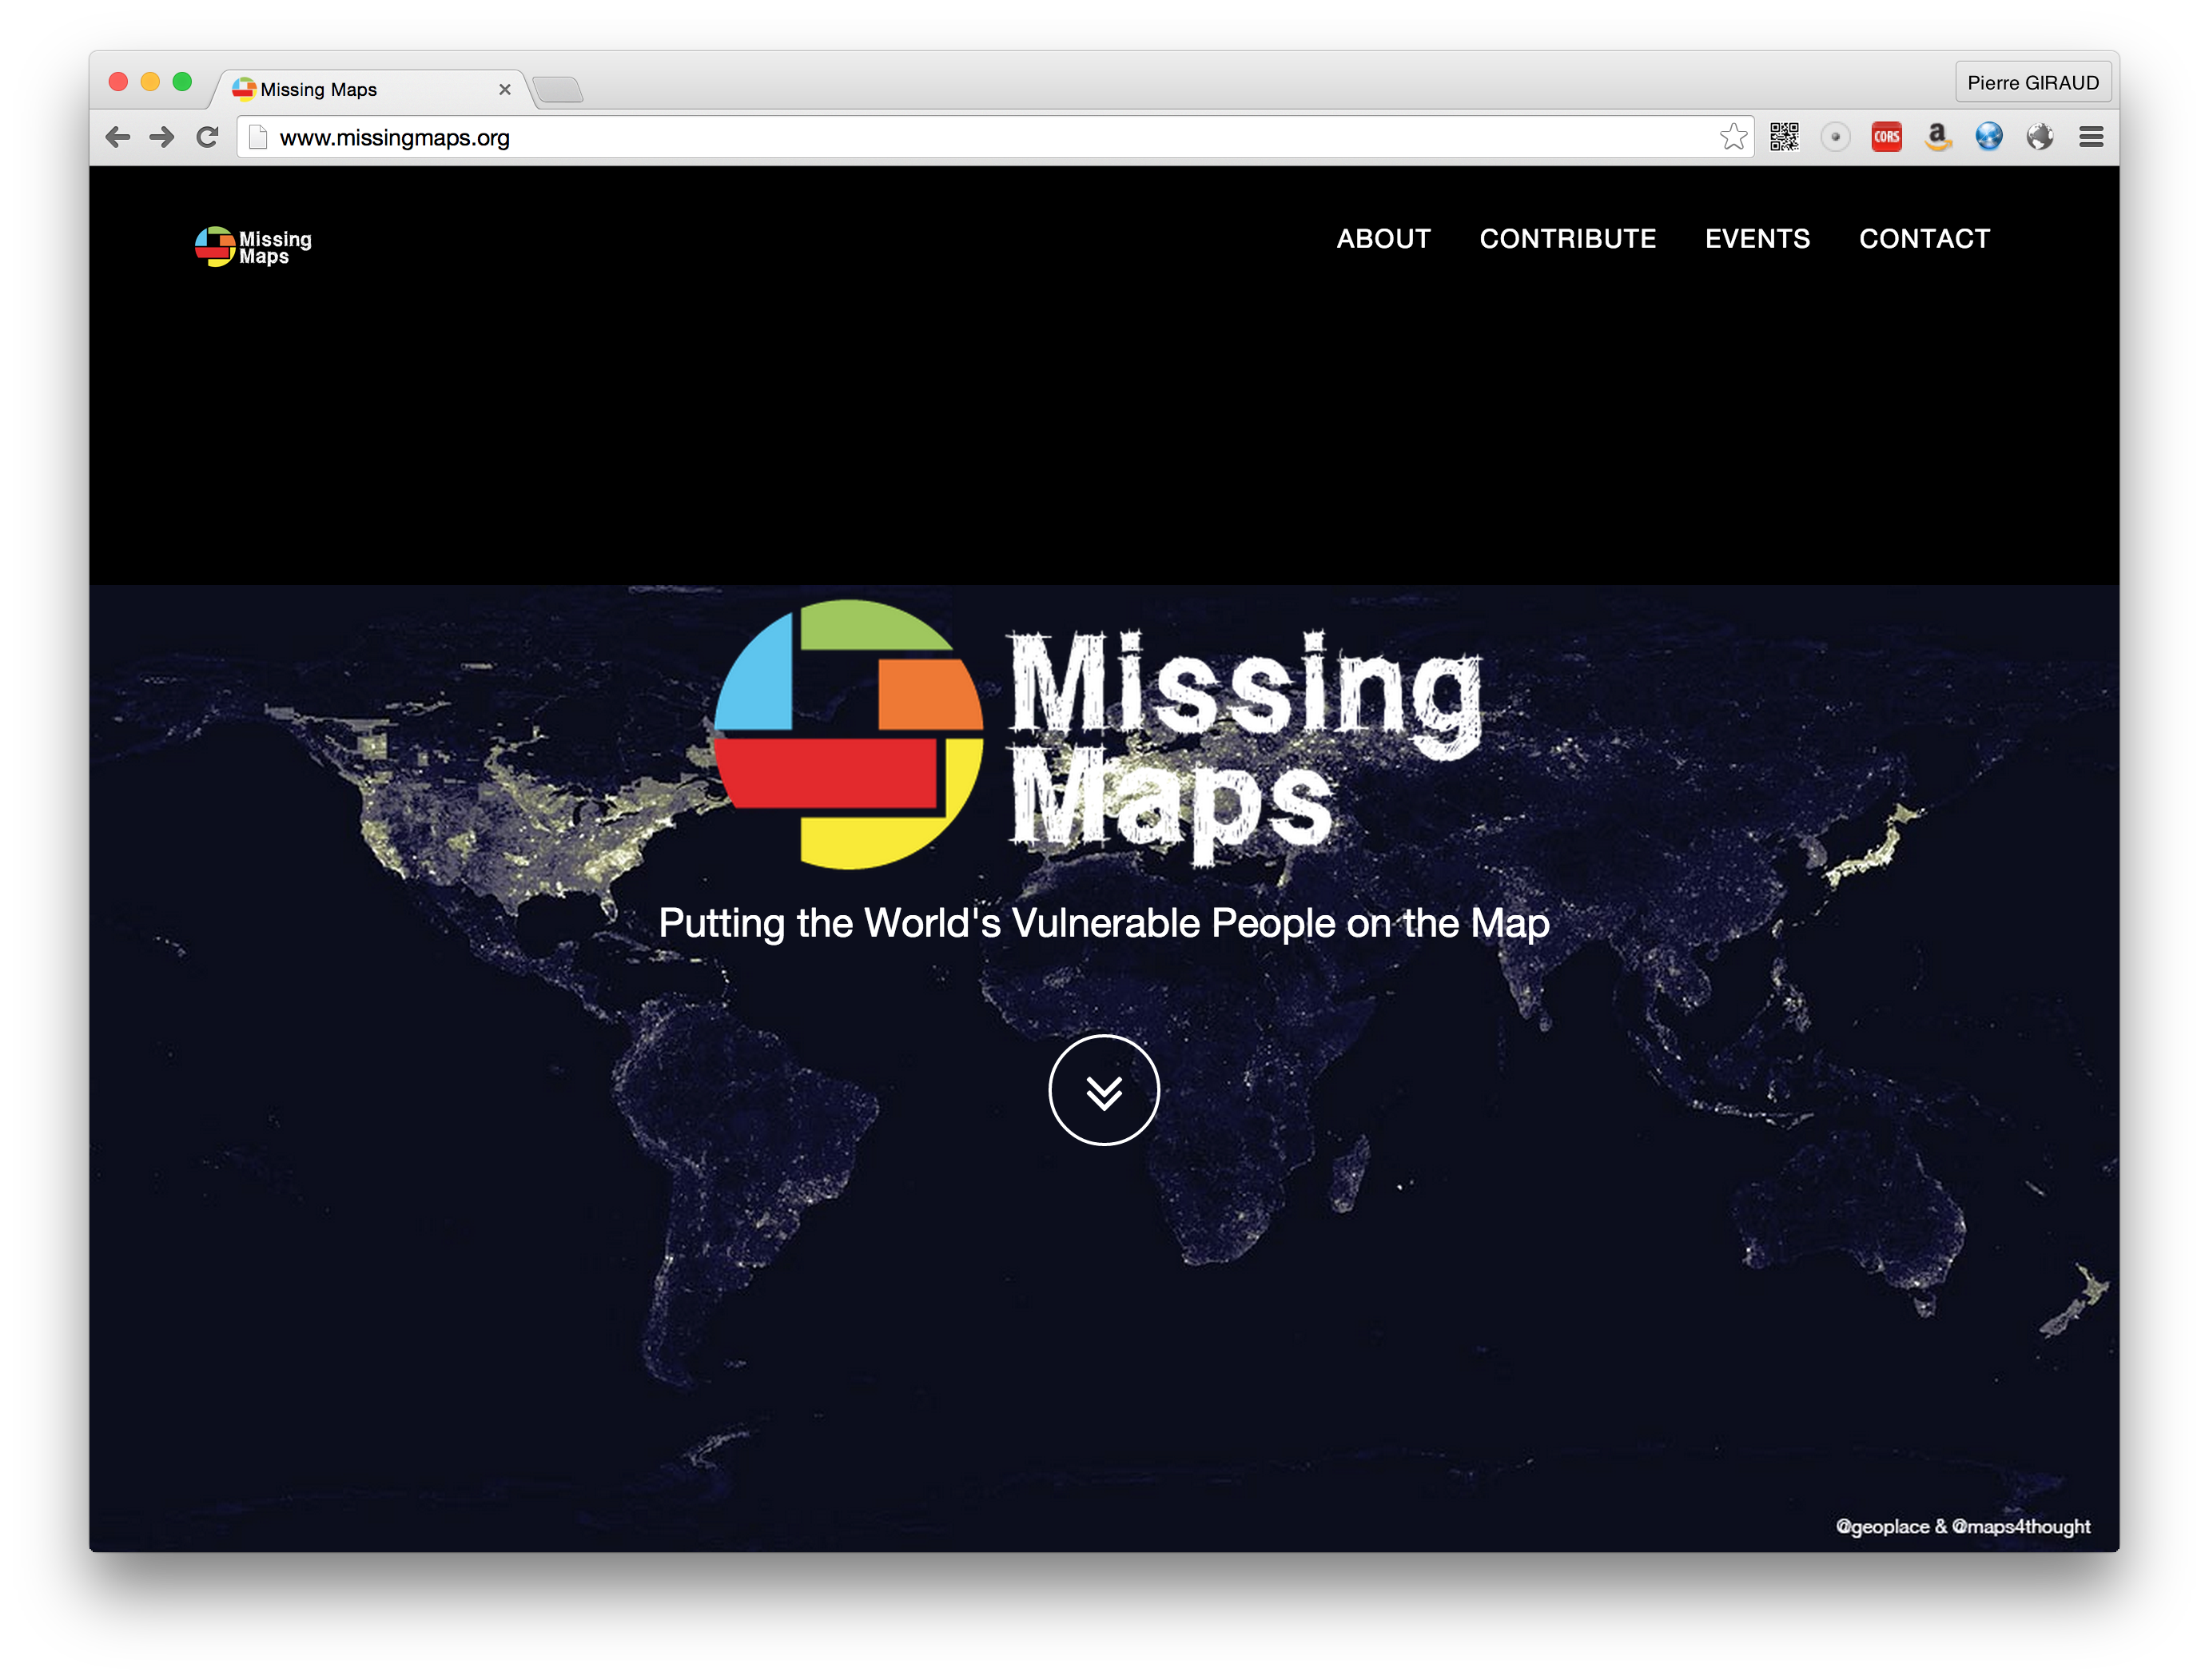 Missing Maps
Pierre GIRAUD
www.missingmaps.org
CORS
a
Missing
Maps
ABOUT CONTRIBUTE EVENTS CONTACT
Missing
Maps
Putting the World's Vulnerable People on the Map
@geoplace & @maps4thought